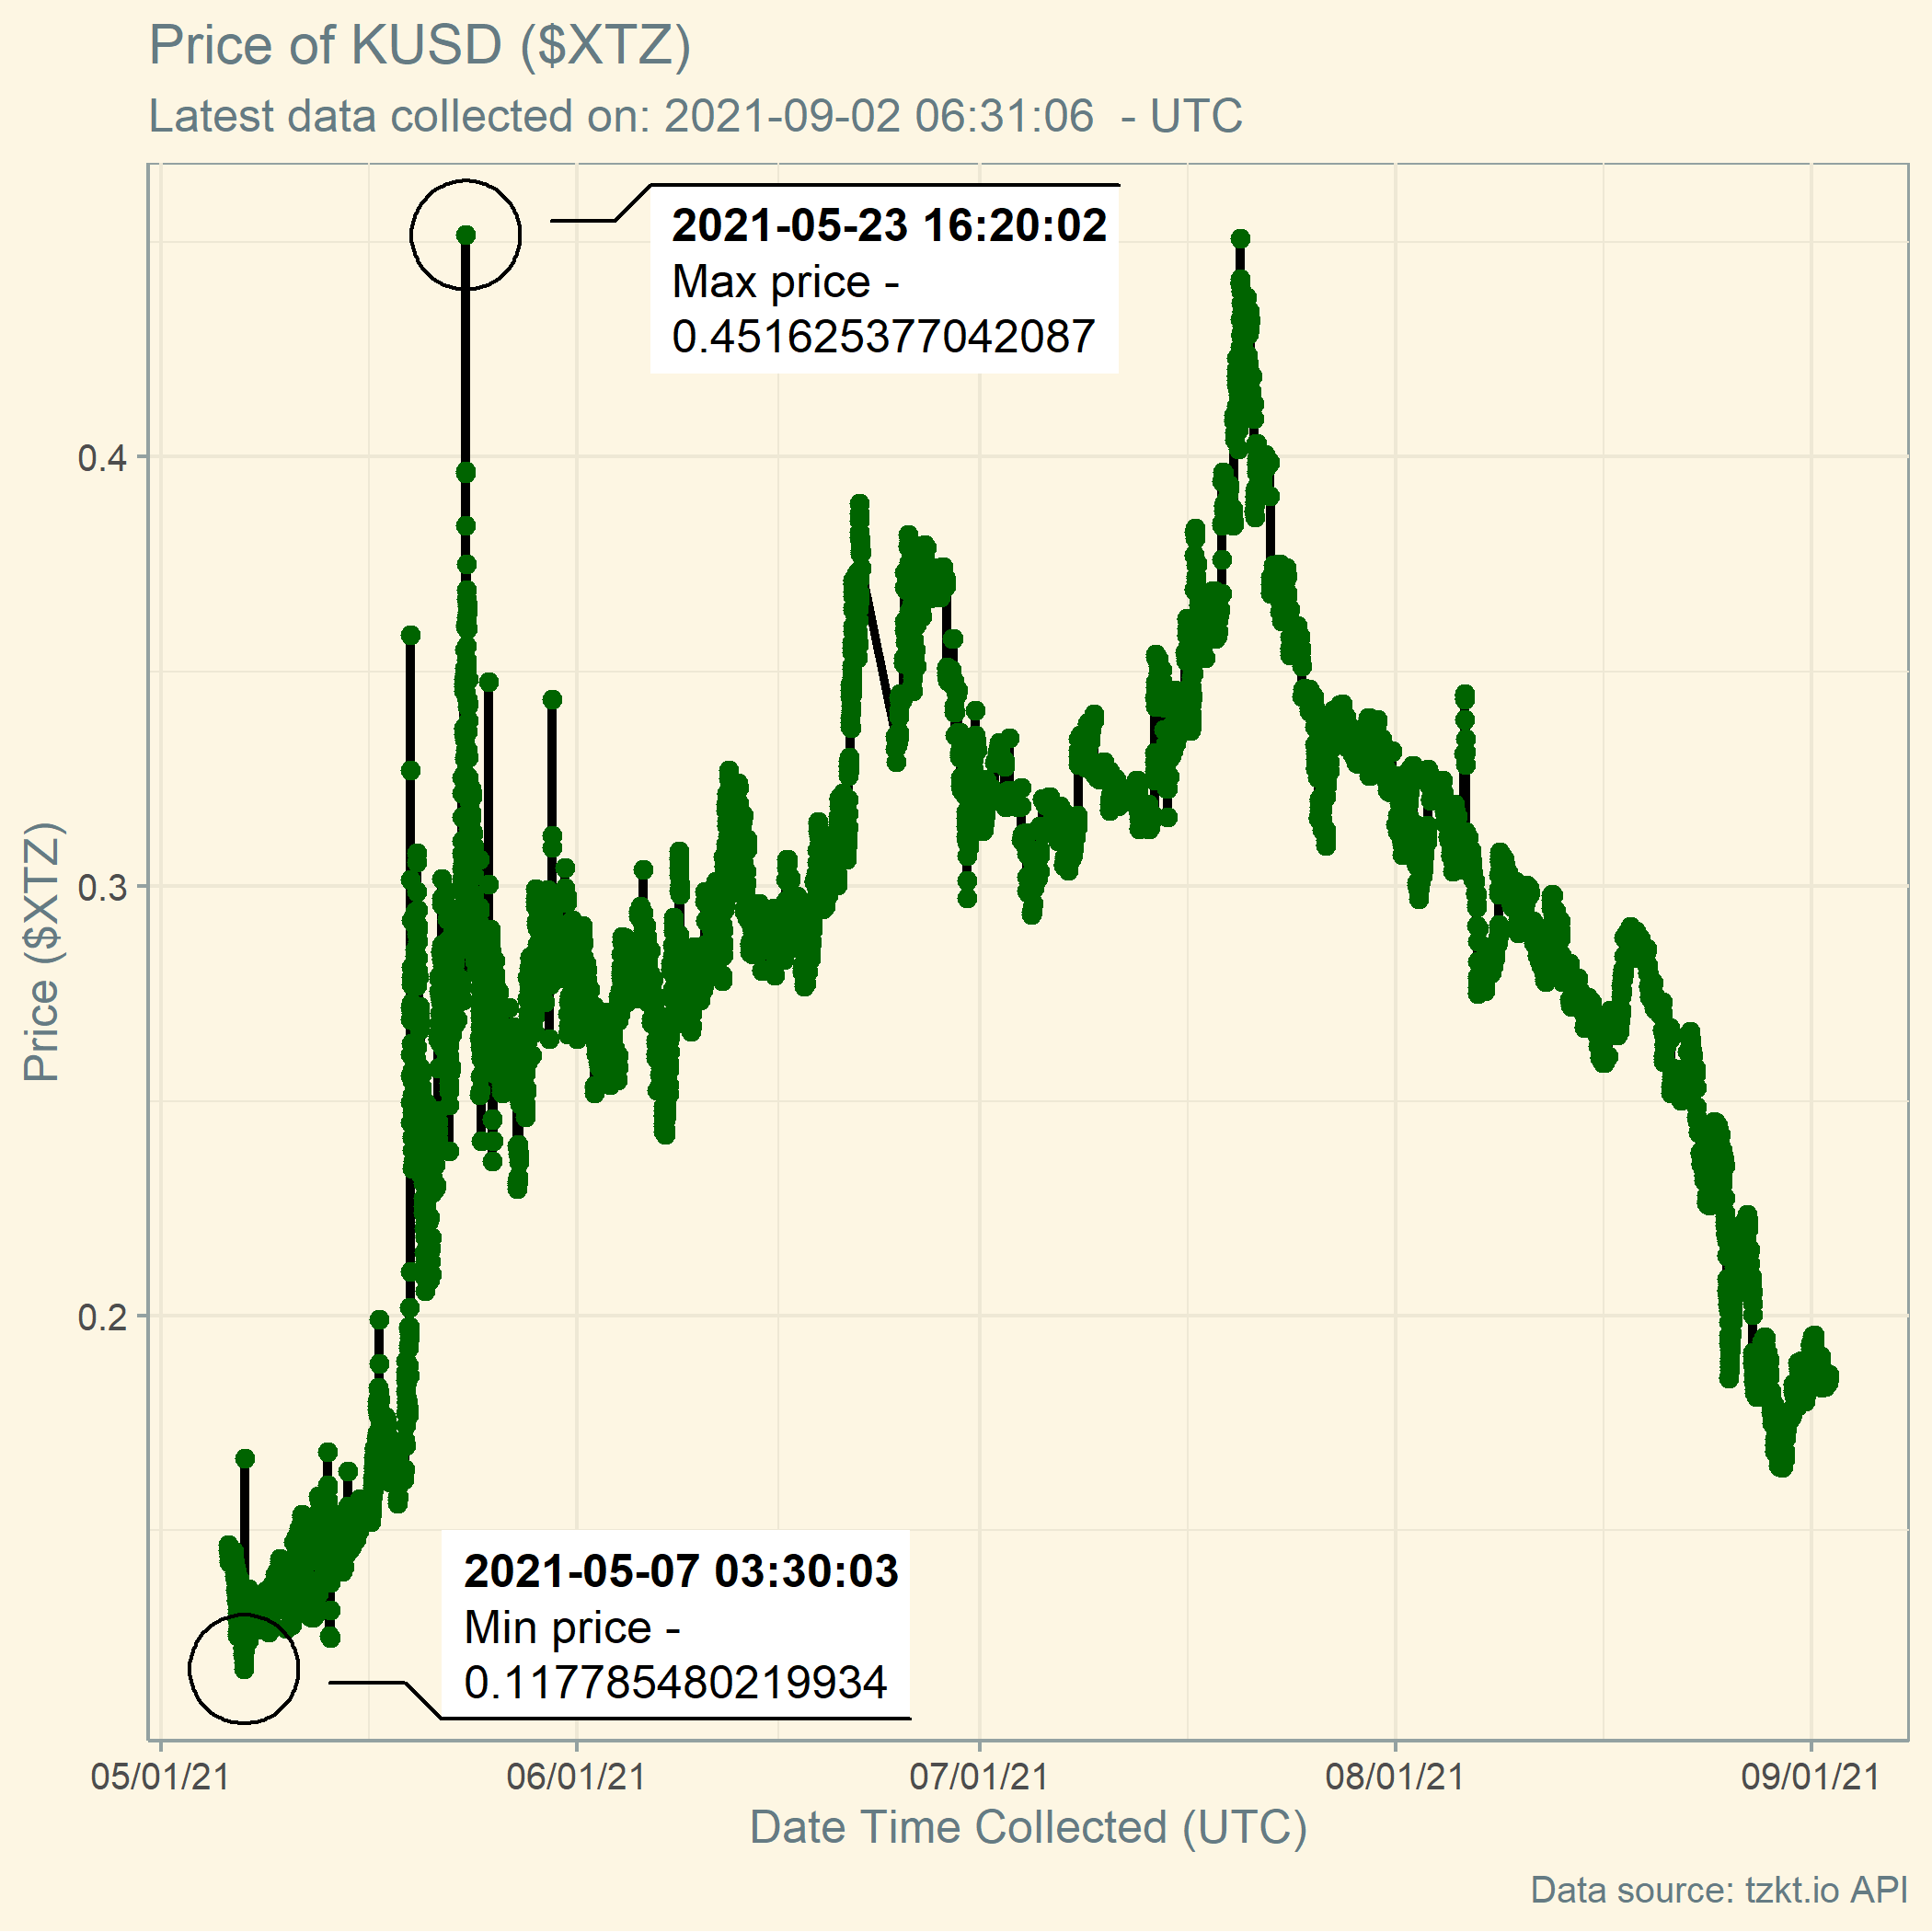 Price of KUSD ($XTZ)
Latest data collected on: 2021-09-02 06:31:06  - UTC
2021-05-23 16:20:02
Max price -
0.451625377042087
0.4
0.3
0.2
Price ($XTZ)
2021-05-07 03:30:03
Min price -
0.117785480219934
05/01/21
06/01/21
07/01/21
08/01/21
09/01/21
Date Time Collected (UTC)
Data source: tzkt.io API